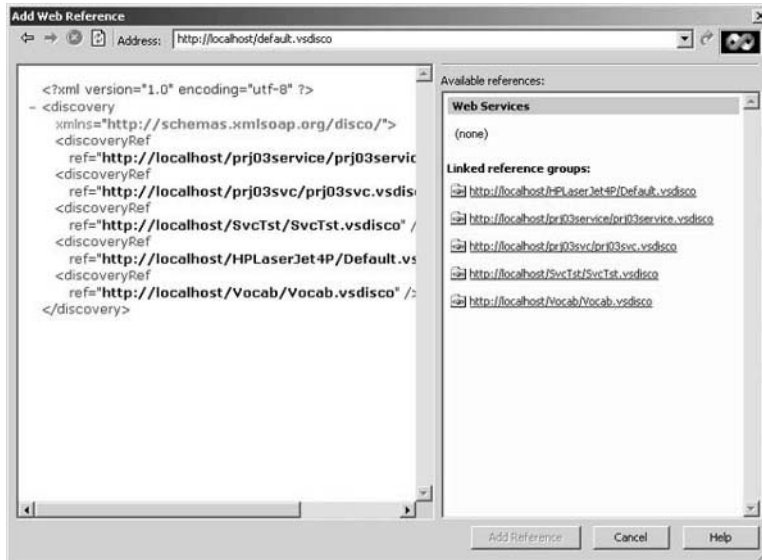 Add Web Reference
Address: http://localhost/default.vsdisco
<?xml version="1.0" encoding="utf-8" ?>
- <discovery
xmlns="http://schemas.xmlsoap.org/disco/">
<discoveryRef
ref="http://localhost/prj03service/prj03servic
<discoveryRef
ref="http://localhost/prj03svc/prj03svc.vsdis
<discoveryRef
ref="http://localhost/SvcTst/SvcTst.vsdisco" /
<discoveryRef
ref="http://localhost/HPLaserJet4P/Default.vs
<discoveryRef
ref="http://localhost/Vocab/Vocab.vsdisco" />
</discovery>
Available references:
Web Services
(none)
Linked reference groups:
http://localhost/HPLaserJet4P/Default.vsdisco
http://localhost/prj03service/prj03service.vsdisco
http://localhost/prj03svc/prj03svc.vsdisco
http://localhost/SvcTst/SvcTst.vsdisco
http://localhost/Vocab/Vocab.vsdisco
Add Reference
Cancel
Help